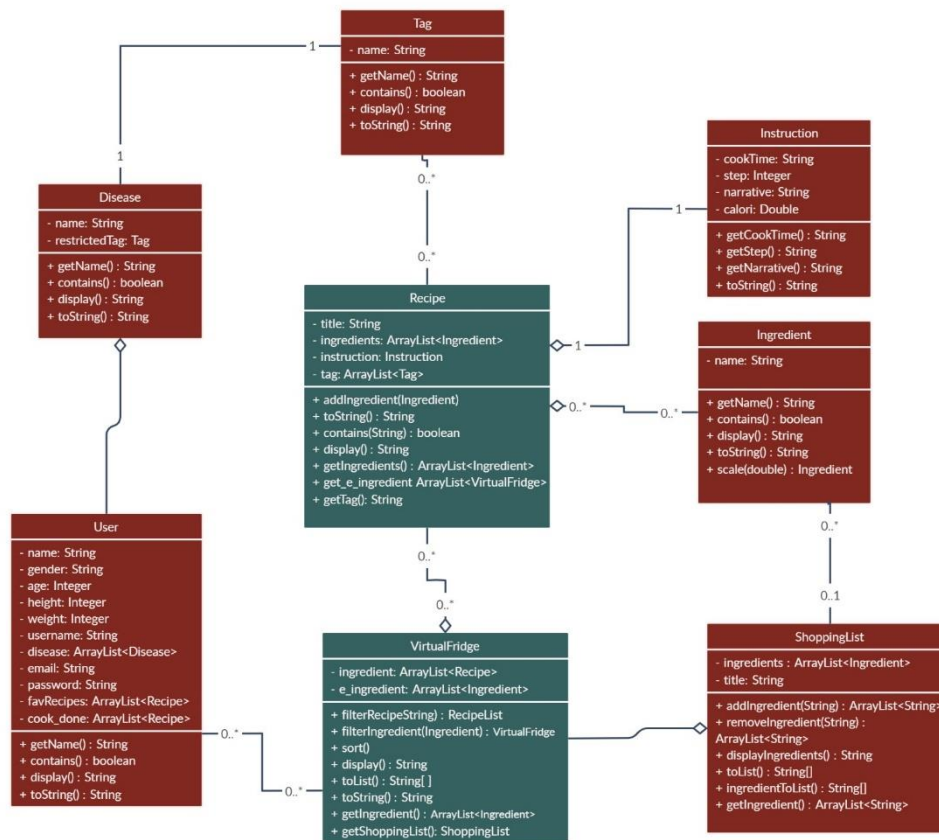 Tag
- name: String
+ getName() : String
+ contains() : boolean
+ display() : String
+ toString() : String
1
1
0..*
0..*
Disease
- name: String
- restrictedTag: Tag
+ getName() : String
+ contains() : boolean
+ display() : String
+ toString() : String
Instruction
- cookTime: String
- step: Integer
- narrative: String
- calori: Double
+ getCookTime() : String
+ getStep() : String
+ getNarrative() : String
+ toString() : String
1
1
Recipe
- title: String
- ingredients: ArrayList<Ingredient>
- instruction: Instruction
- tag: ArrayList<Tag>
+ addIngredient(Ingredient)
+ toString() : String
+ contains(String) : boolean
+ display() : String
+ getIngredients() : ArrayList<Ingredient>
+ get_e_ingredient ArrayList<VirtualFridge>
+ getTag(): String
0..*
0..*
Ingredient
- name: String
+ getName() : String
+ contains() : boolean
+ display() : String
+ toString() : String
+ scale(double) : Ingredient
0..*
0..1
0..*
0..*
User
- name: String
- gender: String
- age: Integer
- height: Integer
- weight: Integer
- username: String
- disease: ArrayList<Disease>
- email: String
- password: String
- favRecipes: ArrayList<Recipe>
- cook_done: ArrayList<Recipe>
+ getName() : String
+ contains() : boolean
+ display() : String
+ toString() : String
0..*
0..*
VirtualFridge
- ingredient: ArrayList<Recipe>
- e_ingredient: ArrayList<Ingredient>
+ filterRecipeString) : RecipeList
+ filterIngredient(Ingredient) : VirtualFridge
+ sort()
+ display() : String
+ toList() : String[ ]
+ toString() : String
+ getIngredient() : ArrayList<Ingredient>
+ getShoppingList(): ShoppingList
ShoppingList
- ingredients : ArrayList<Ingredient>
- title: String
+ addIngredient(String) : ArrayList<String>
+ removeIngredient(String) :
ArrayList<String>
+ displayIngredients() : String
+ toList() : String[]
+ ingredientToList() : String[]
+ getIngredient() : ArrayList<String>